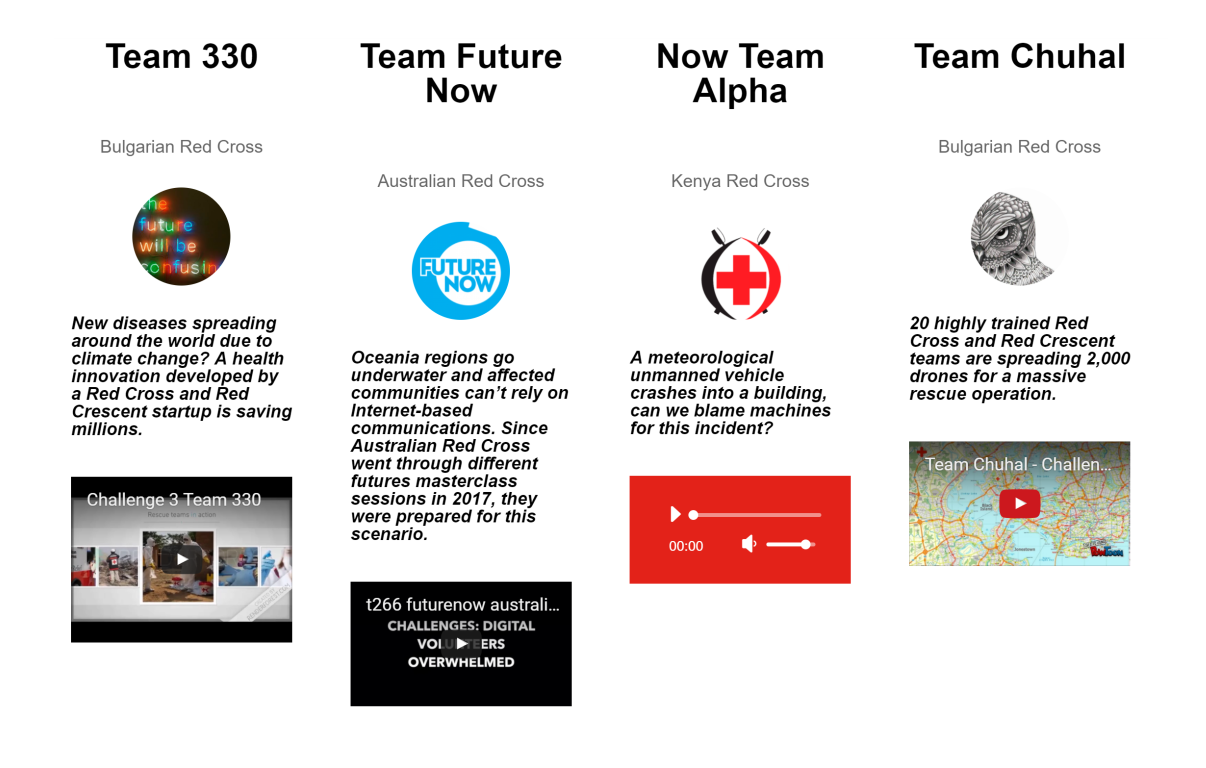 Team 330
Bulgarian Red Cross
the
future
will be
confusin
New diseases spreading
around the world due to
climate change? A health
innovation developed by
a Red Cross and Red
Crescent startup is saving
millions.
Challenge 3 Team 330
Rescue teams in action
Team Future
Now
Australian Red Cross
FUTURE
NOW
Oceania regions go
underwater and affected
communities can’t rely on
Internet-based
communications. Since
Australian Red Cross
went through different
futures masterclass
sessions in 2017, they
were prepared for this
scenario.
t266 futurenow australi...
CHALLENGES: DIGITAL
VOLUNTEERS
OVERWHELMED
Now Team
Alpha
Kenya Red Cross
A meteorological
unmanned vehicle
crashes into a building,
can we blame machines
for this incident?
00:00
Team Chuhal
Bulgarian Red Cross
20 highly trained Red
Cross and Red Crescent
teams are spreading 2,000
drones for a massive
rescue operation.
Team Chuhal - Challen...
Jamestown